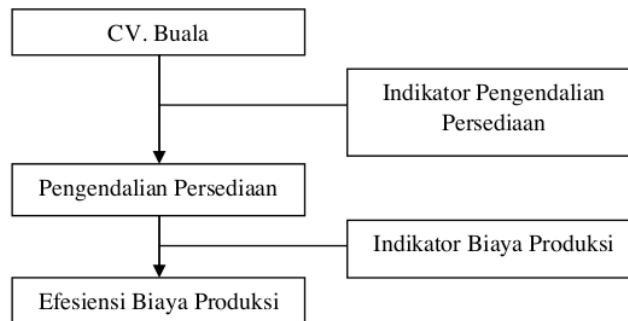 CV. Buala
Indikator Pengendalian
Persediaan
Pengendalian Persediaan
Indikator Biaya Produksi
Efesiensi Biaya Produksi